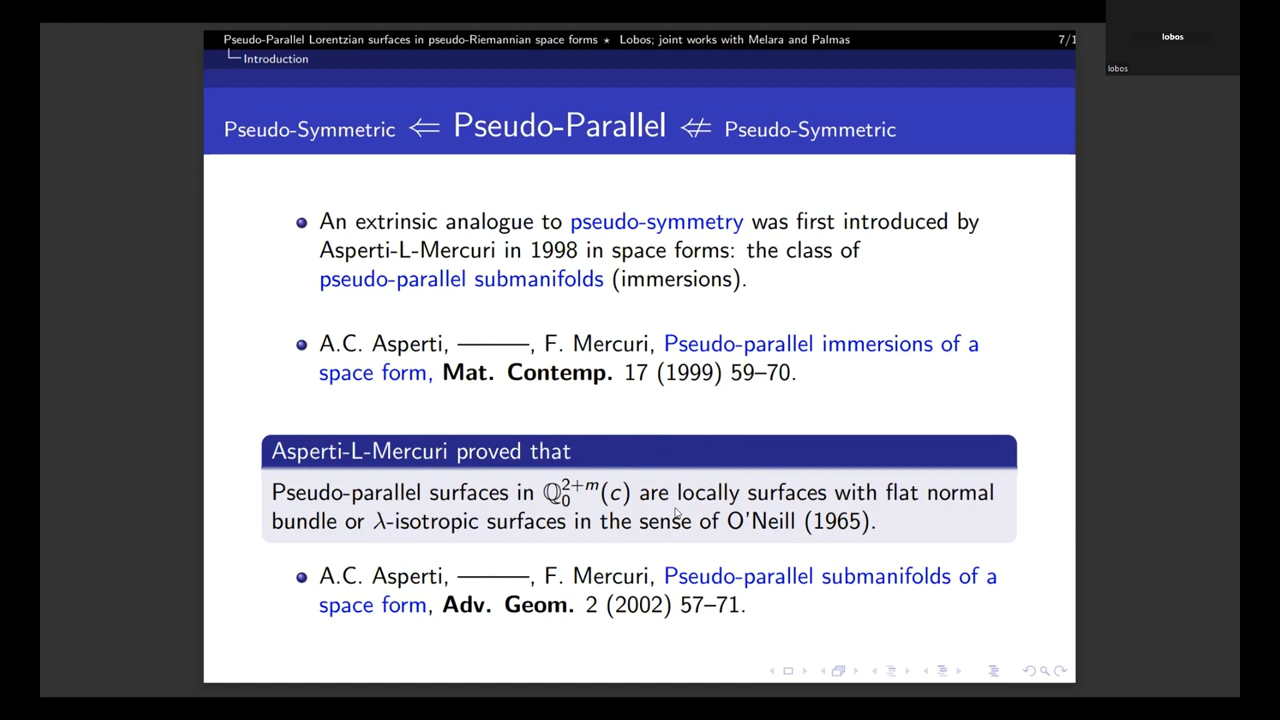 Pseudo-Parallel Lorentzian surfaces in pseudo-Riemannian space forms ⋆ Lobos; joint works with Melara and Palmas 7/1
Introduction
lobos
lobos
Pseudo-Symmetric ⇐ Pseudo-Parallel ⇍ Pseudo-Symmetric
An extrinsic analogue to pseudo-symmetry was first introduced by
Asperti-L-Mercuri in 1998 in space forms: the class of
pseudo-parallel submanifolds (immersions).
A.C. Asperti, ———, F. Mercuri, Pseudo-parallel immersions of a
space form, Mat. Contemp. 17 (1999) 59–70.
Asperti-L-Mercuri proved that
Pseudo-parallel surfaces in ℚ₀²⁺ᵐ(c) are locally surfaces with flat normal
bundle or λ-isotropic surfaces in the sense of O'Neill (1965).
A.C. Asperti, ———, F. Mercuri, Pseudo-parallel submanifolds of a
space form, Adv. Geom. 2 (2002) 57–71.